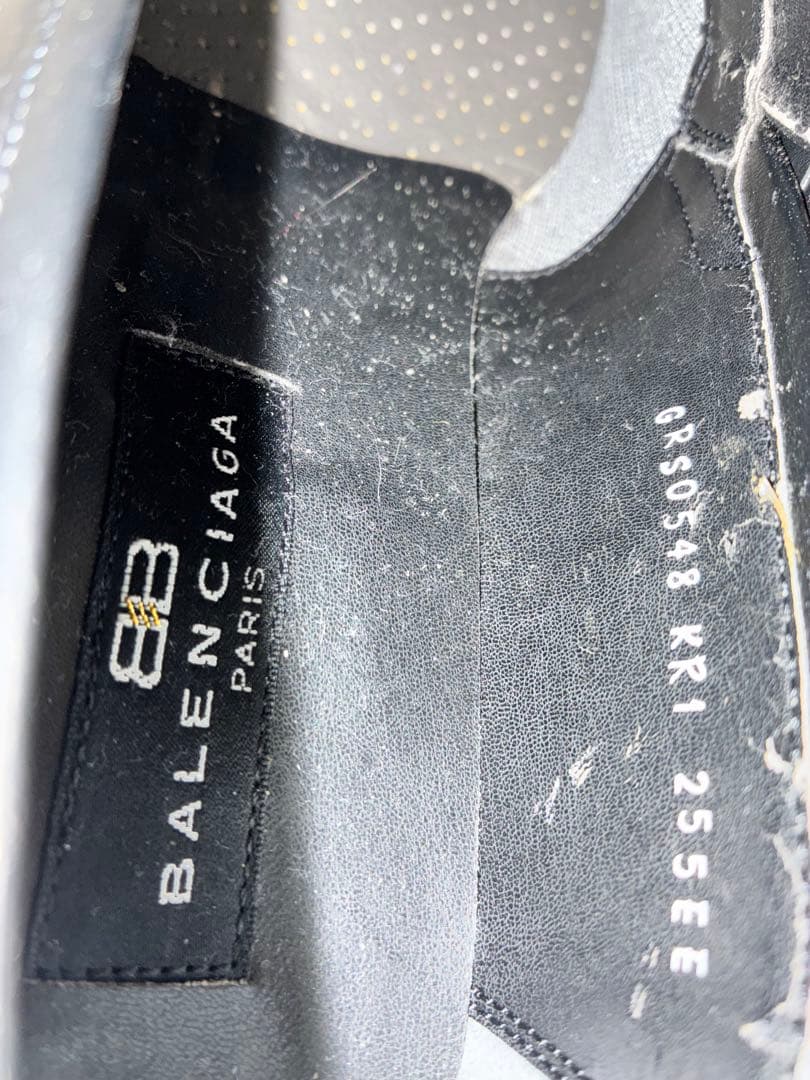 BB
BALENCIAGA
PARIS
GRS0548 KR1 255EE